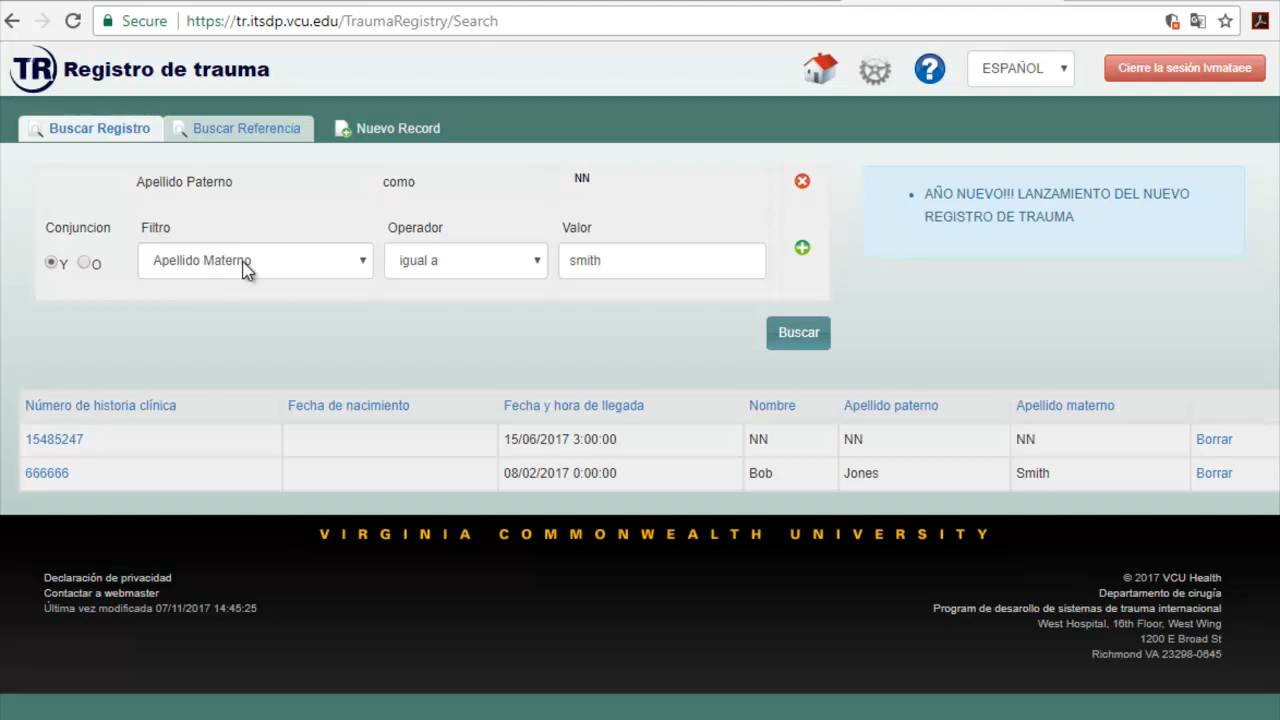 Secure https://tr.itsdp.vcu.edu/TraumaRegistry/Search
TR Registro de trauma
? ESPAÑOL Cierre la sesión lvmataee
Buscar Registro Buscar Referencia Nuevo Record
Apellido Paterno como NN
Conjuncion Filtro Operador Valor
Y O Apellido Materno igual a smith
Buscar
AÑO NUEVO!!! LANZAMIENTO DEL NUEVO
REGISTRO DE TRAUMA
Número de historia clínica Fecha de nacimiento Fecha y hora de llegada Nombre Apellido paterno Apellido materno
15485247 15/06/2017 3:00:00 NN NN NN Borrar
666666 08/02/2017 0:00:00 Bob Jones Smith Borrar
VIRGINIA COMMONWEALTH UNIVERSITY
Declaración de privacidad
Contactar a webmaster
Última vez modificada 07/11/2017 14:45:25
© 2017 VCU Health
Departamento de cirugía
Program de desarollo de sistemas de trauma internacional
West Hospital, 16th Floor, West Wing
1200 E Broad St
Richmond VA 23298-0645